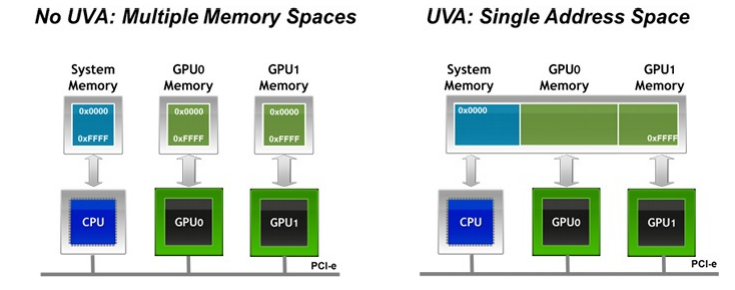 No UVA: Multiple Memory Spaces
System
Memory
GPU0
Memory
GPU1
Memory
0x0000
0xFFFF
0x0000
0xFFFF
0x0000
0xFFFF
CPU
GPU0
GPU1
PCI-e
UVA: Single Address Space
System
Memory
GPU0
Memory
GPU1
Memory
0x0000
0xFFFF
CPU
GPU0
GPU1
PCI-e